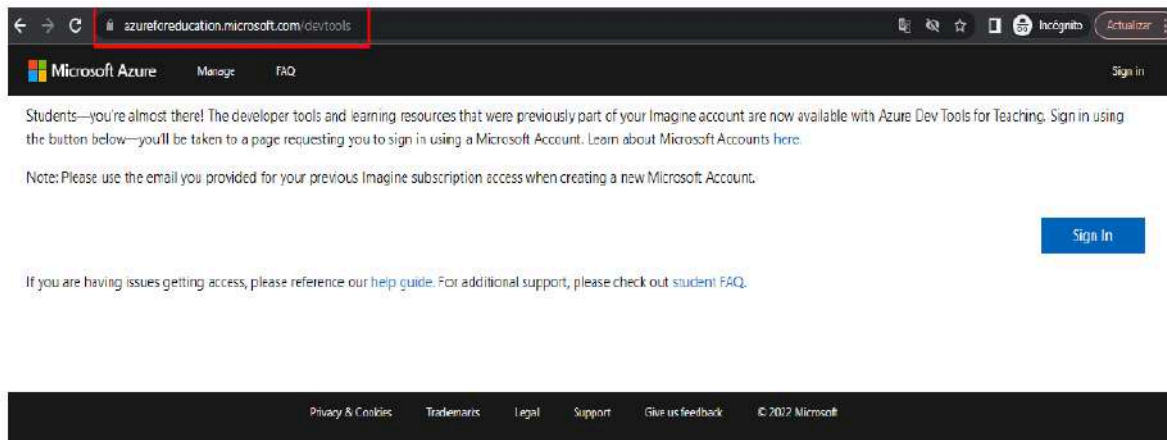 azureforeducation.microsoft.com/devtools
Incógnito
Actualizar
Microsoft Azure Manage FAQ Sign in
Students—you're almost there! The developer tools and learning resources that were previously part of your Imagine account are now available with Azure Dev Tools for Teaching. Sign in using
the button below—you'll be taken to a page requesting you to sign in using a Microsoft Account. Learn about Microsoft Accounts here.
Note: Please use the email you provided for your previous Imagine subscription access when creating a new Microsoft Account.
Sign In
If you are having issues getting access, please reference our help guide. For additional support, please check out student FAQ.
Privacy & Cookies Trademarks Legal Support Give us feedback © 2022 Microsoft